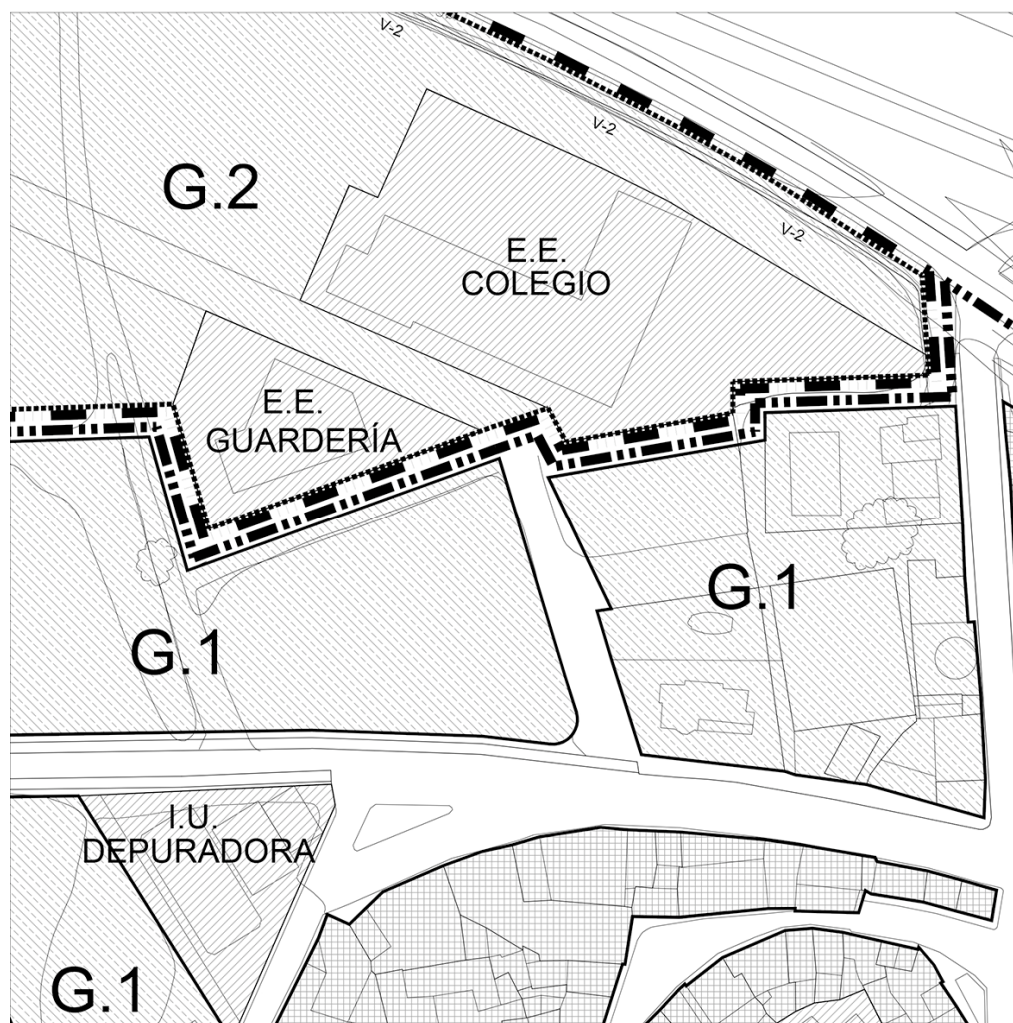 V-2
V-2
G.2
V-2
E.E.
COLEGIO
E.E.
GUARDERÍA
G.1
G.1
I.U.
DEPURADORA
G.1